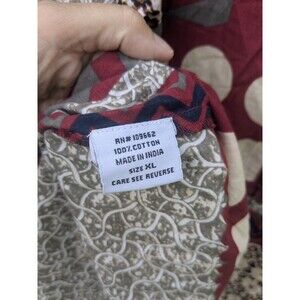 RN# 109662
100% COTTON
MADE IN INDIA
SIZE XL
CARE SEE REVERSE